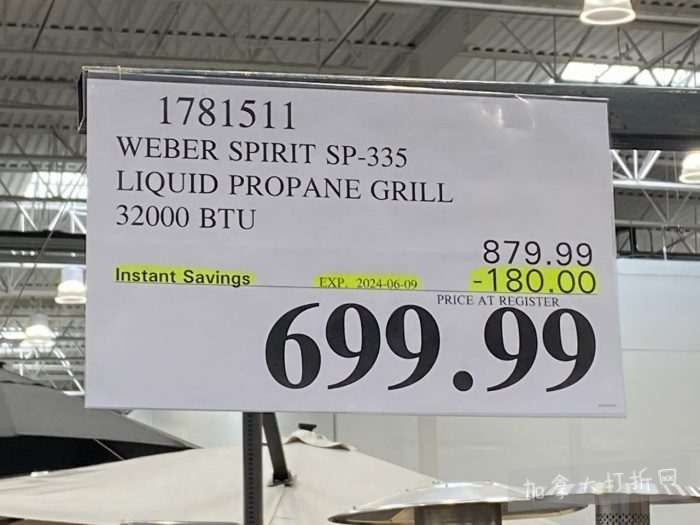 1781511
WEBER SPIRIT SP-335
LIQUID PROPANE GRILL
32000 BTU
879.99
Instant Savings EXP. 2024-06-09 -180.00
PRICE AT REGISTER
699.99
加拿大打折网